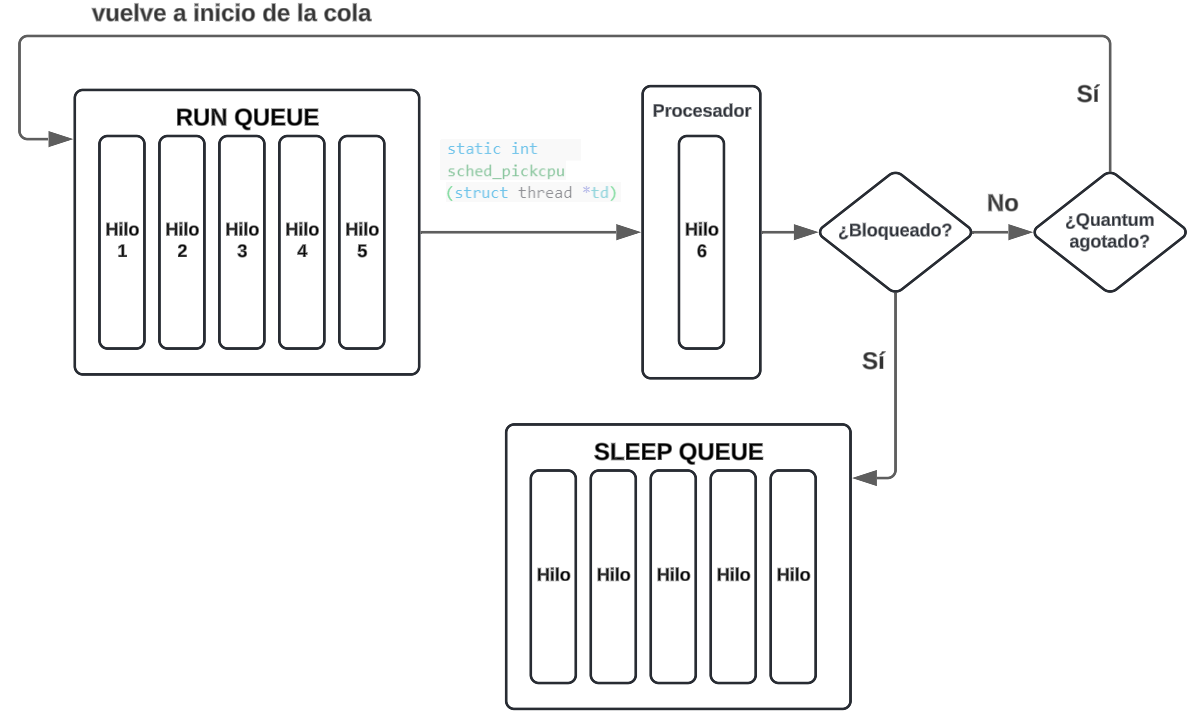 vuelve a inicio de la cola
Sí
RUN QUEUE
Hilo
1
Hilo
2
Hilo
3
Hilo
4
Hilo
5
static int
sched_pickcpu
(struct thread *td)
Procesador
Hilo
6
¿Bloqueado?
No
¿Quantum
agotado?
Sí
SLEEP QUEUE
Hilo
Hilo
Hilo
Hilo
Hilo